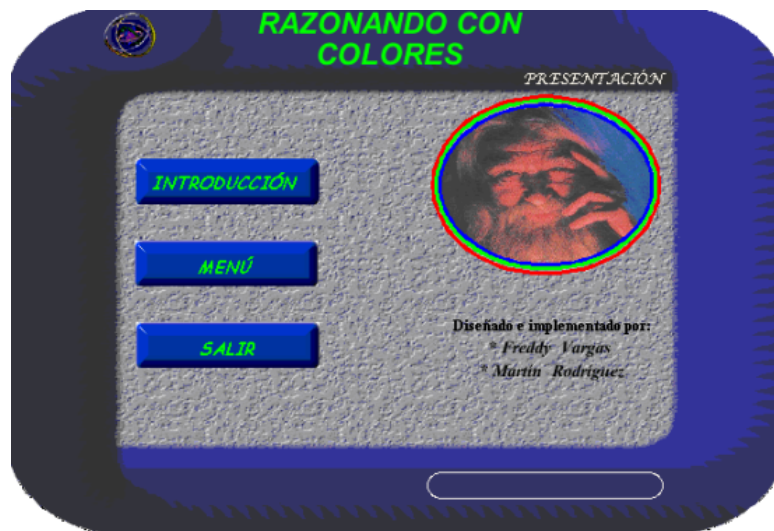 RAZONANDO CON
COLORES
PRESENTACIÓN
INTRODUCCIÓN
MENÚ
SALIR
Diseñado e implementado por:
* Freddy Vargas
* Martín Rodríguez